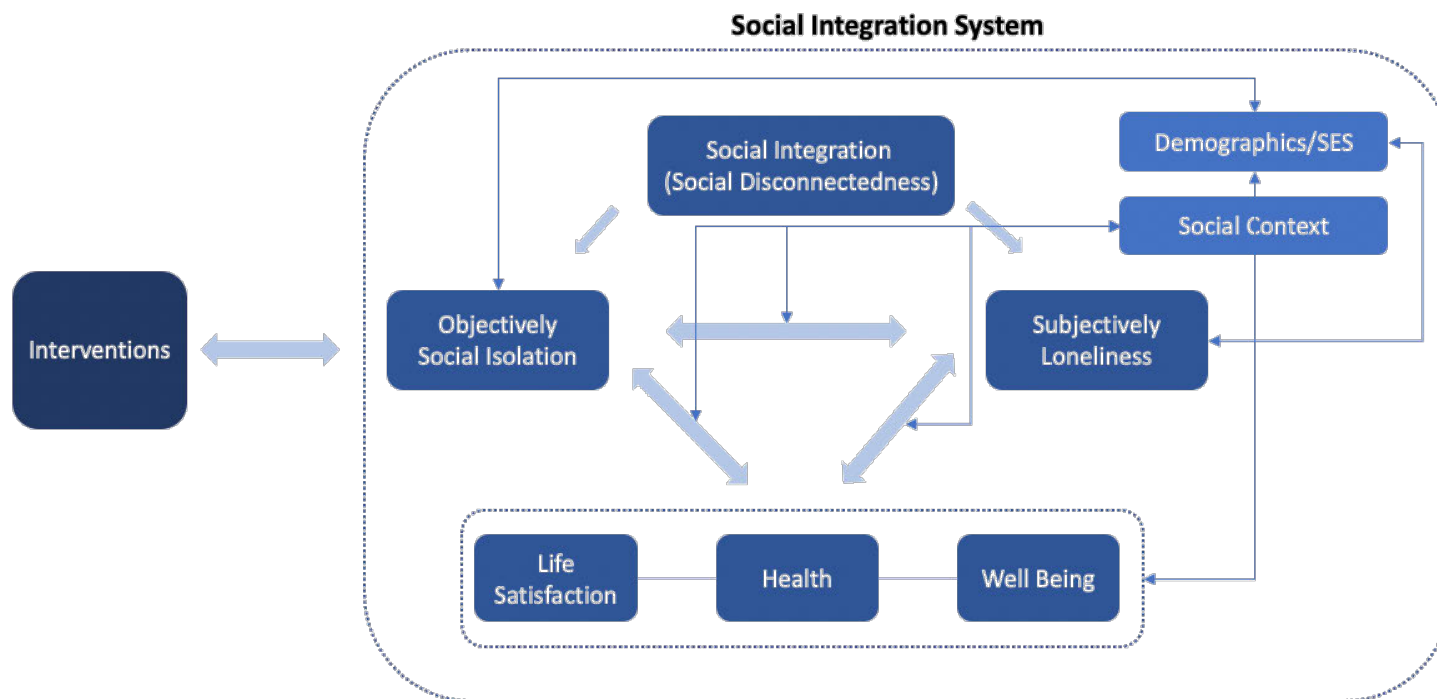 Social Integration System
Social Integration
(Social Disconnectedness)
Demographics/SES
Social Context
Interventions
Objectively
Social Isolation
Subjectively
Loneliness
Life
Satisfaction
Health
Well Being